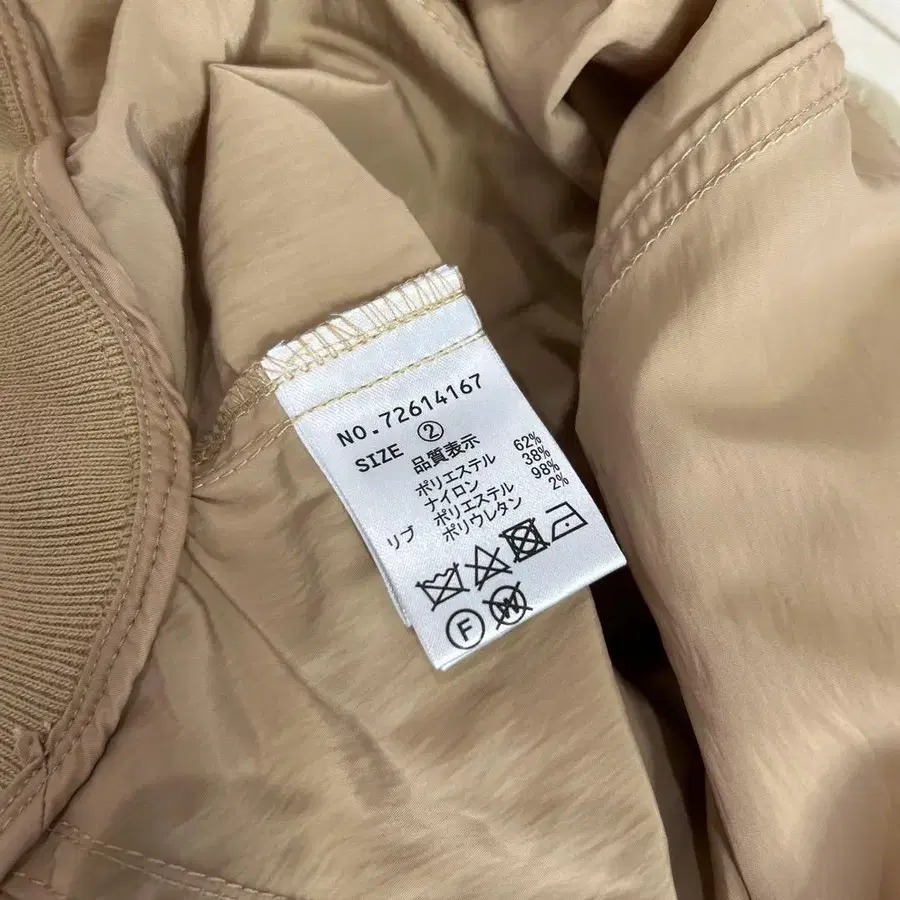 NO.72614167
SIZE ②
品質表示
ポリエステル 62%
ナイロン 38%
リブ ポリエステル 98%
ポリウレタン 2%
F W